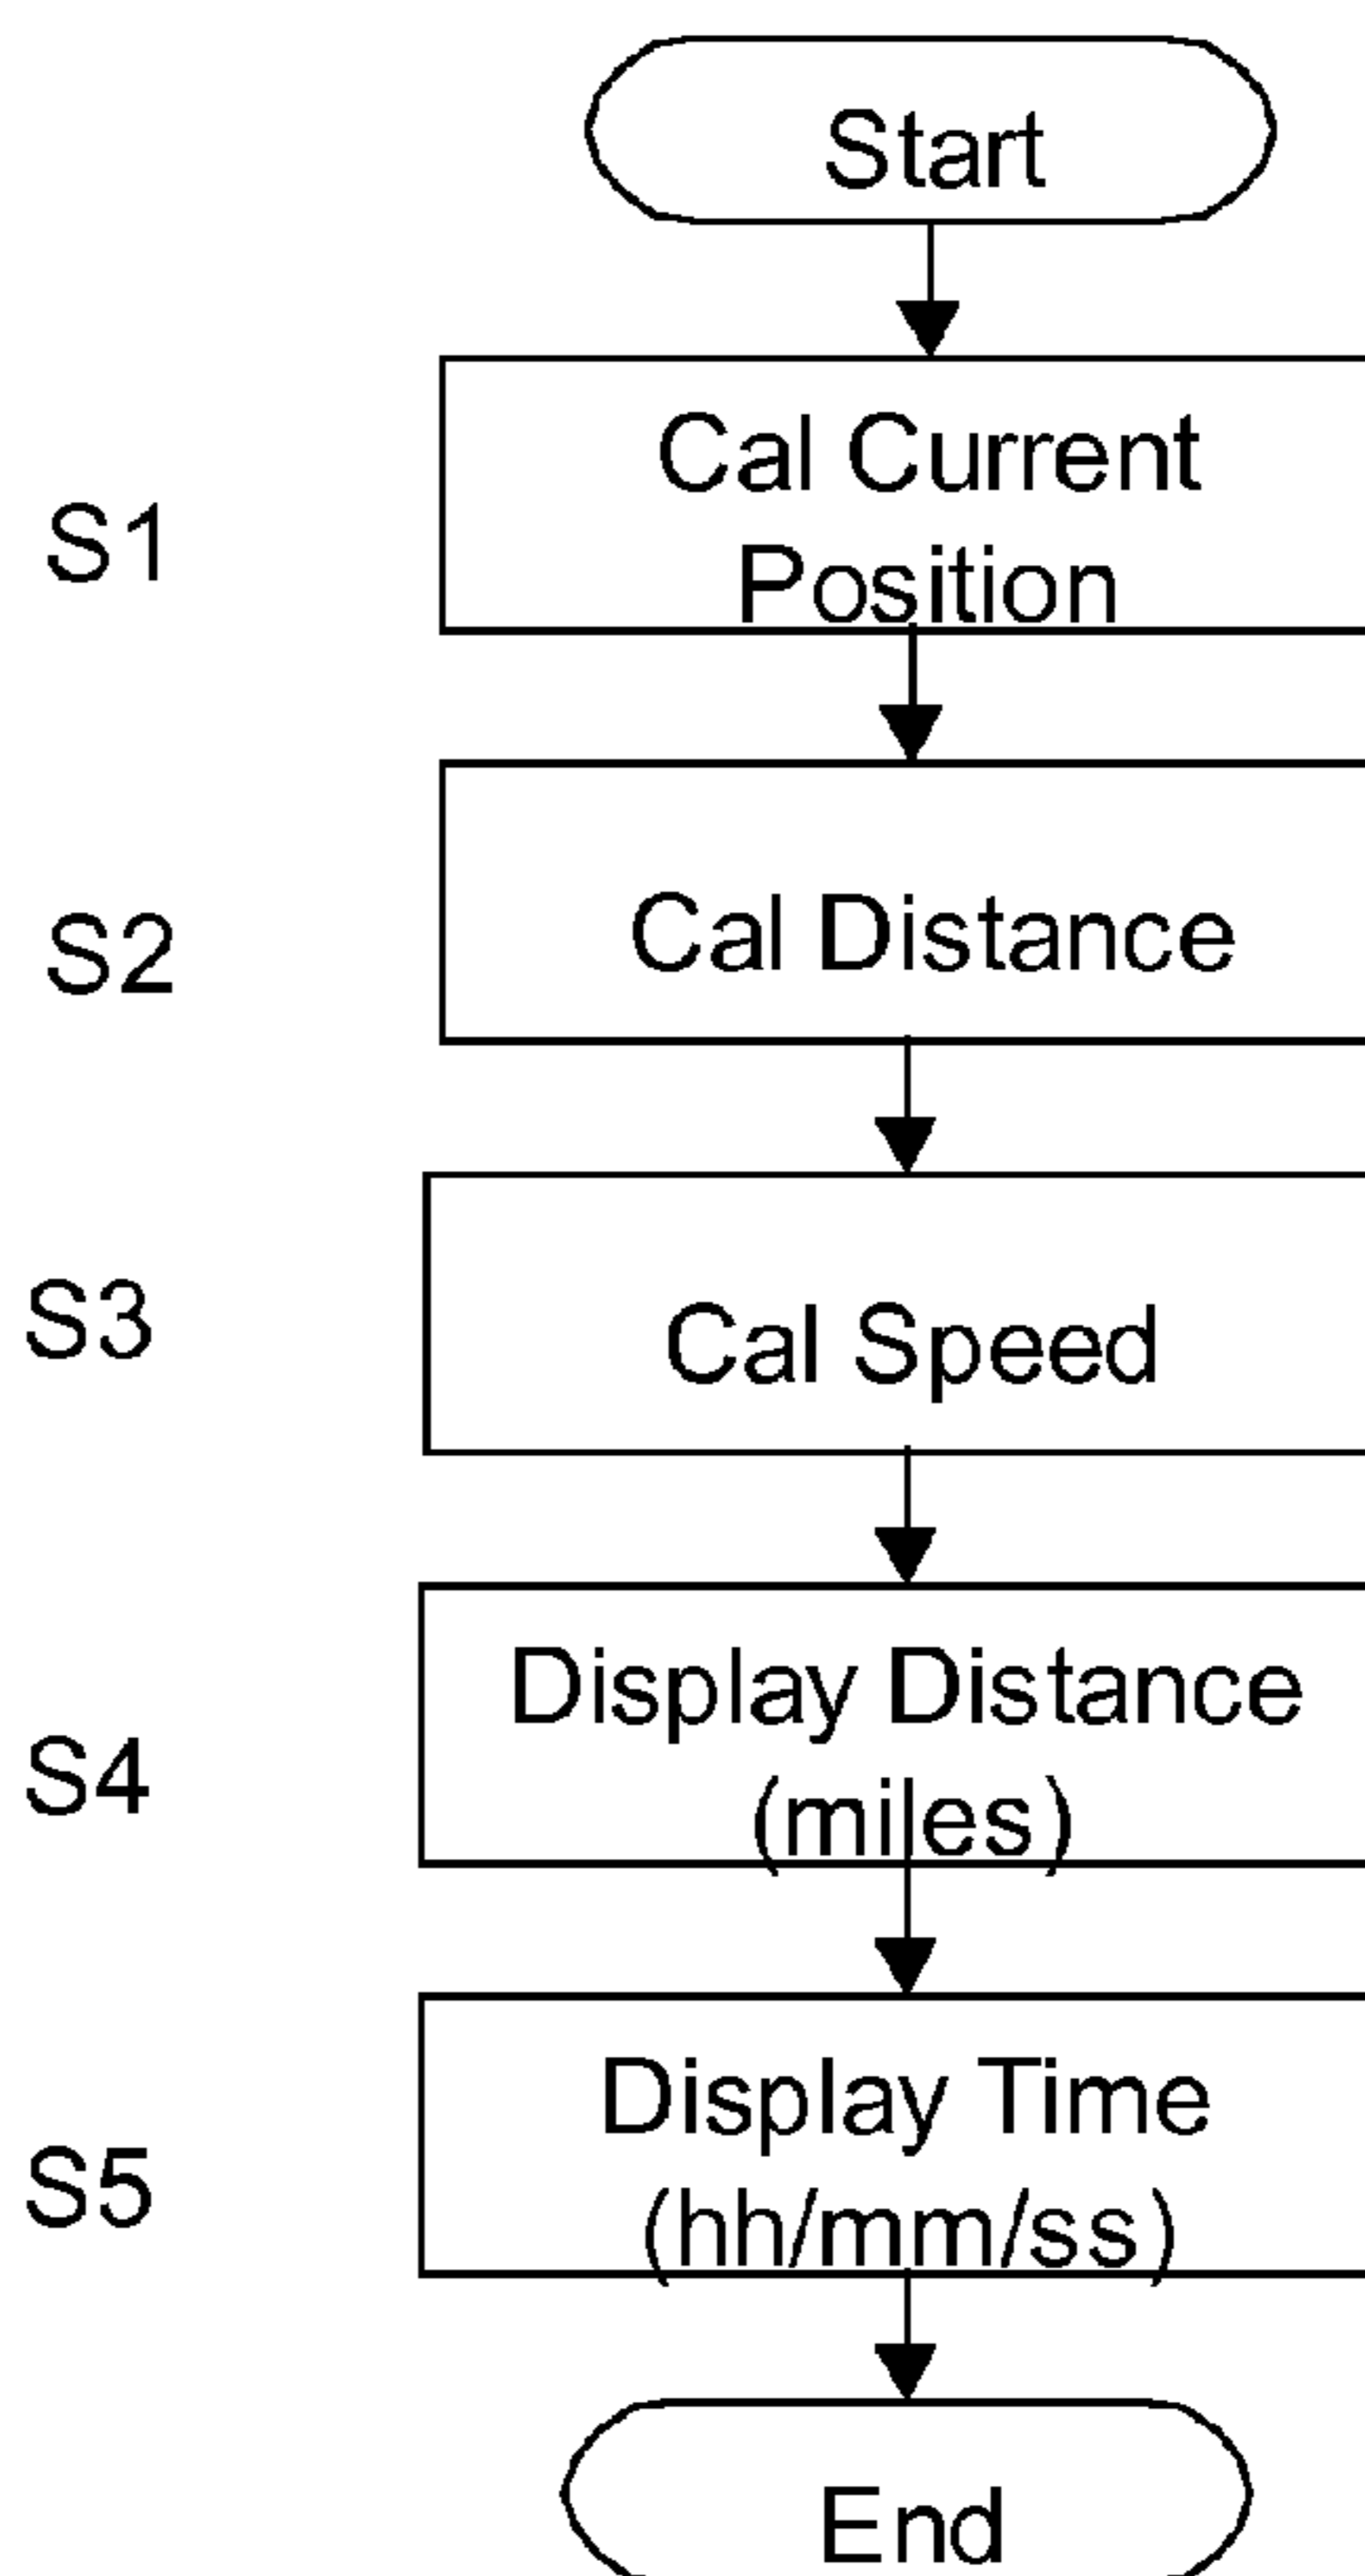 Start
S1
Cal Current
Position
S2
Cal Distance
S3
Cal Speed
S4
Display Distance
(miles)
S5
Display Time
(hh/mm/ss)
End